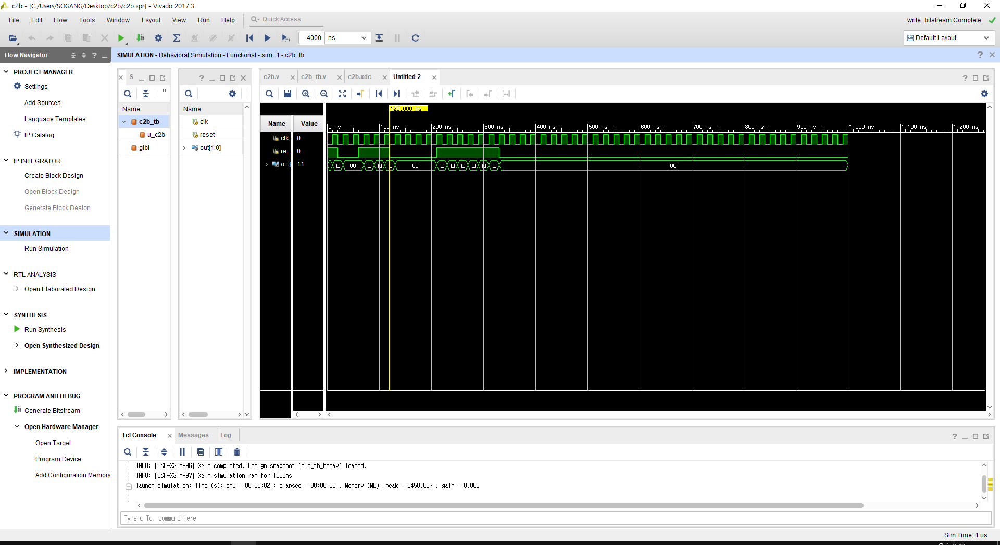 c2b - [C:/Users/SOGANG/Desktop/c2b/c2b.xpr] - Vivado 2017.3
File Edit Flow Tools Window Layout View Run Help Quick Access
write_bitstream Complete
4000 ns
Default Layout
Flow Navigator
SIMULATION - Behavioral Simulation - Functional - sim_1 - c2b_tb
PROJECT MANAGER
Settings
Add Sources
Language Templates
IP Catalog
IP INTEGRATOR
Create Block Design
Open Block Design
Generate Block Design
SIMULATION
Run Simulation
RTL ANALYSIS
Open Elaborated Design
SYNTHESIS
Run Synthesis
Open Synthesized Design
IMPLEMENTATION
PROGRAM AND DEBUG
Generate Bitstream
Open Hardware Manager
Open Target
Program Device
Add Configuration Memory
S
Name
c2b_tb
u_c2b
glbl
Name
clk
reset
out[1:0]
c2b.v c2b_tb.v c2b.xdc Untitled 2
120,000 ns
Name Value
0 ns 100 ns 200 ns 300 ns 400 ns 500 ns 600 ns 700 ns 800 ns 900 ns 1,000 ns 1,100 ns 1,200 ns
clk 0
re... 0
o...] 11
00 00 00
Tcl Console Messages Log
INFO: [USF-XSim-96] XSim completed. Design snapshot 'c2b_tb_behav' loaded.
INFO: [USF-XSim-97] XSim simulation ran for 1000ns
launch_simulation: Time (s): cpu = 00:00:02 ; elapsed = 00:00:06 . Memory (MB): peak = 2458.887 ; gain = 0.000
Type a Tcl command here
Sim Time: 1 us